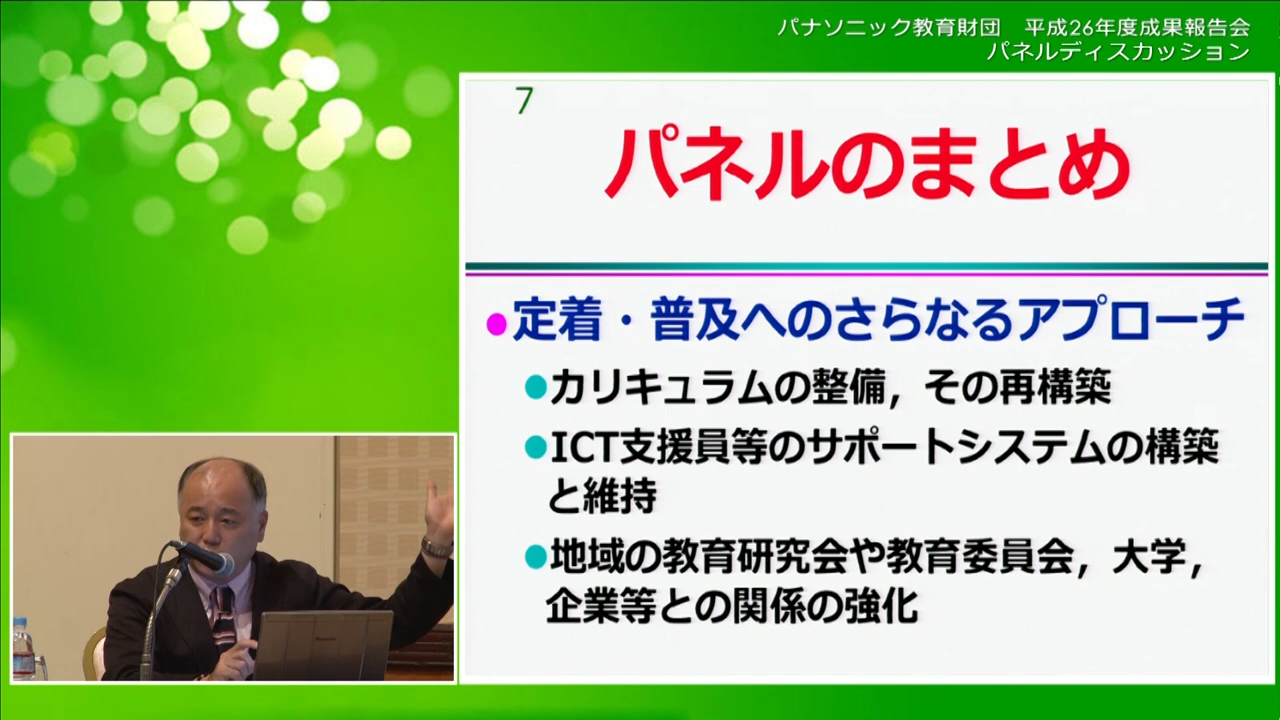 パナソニック教育財団　平成26年度成果報告会
パネルディスカッション
7
パネルのまとめ
●定着・普及へのさらなるアプローチ
●カリキュラムの整備，その再構築
●ICT支援員等のサポートシステムの構築
と維持
●地域の教育研究会や教育委員会，大学，
企業等との関係の強化